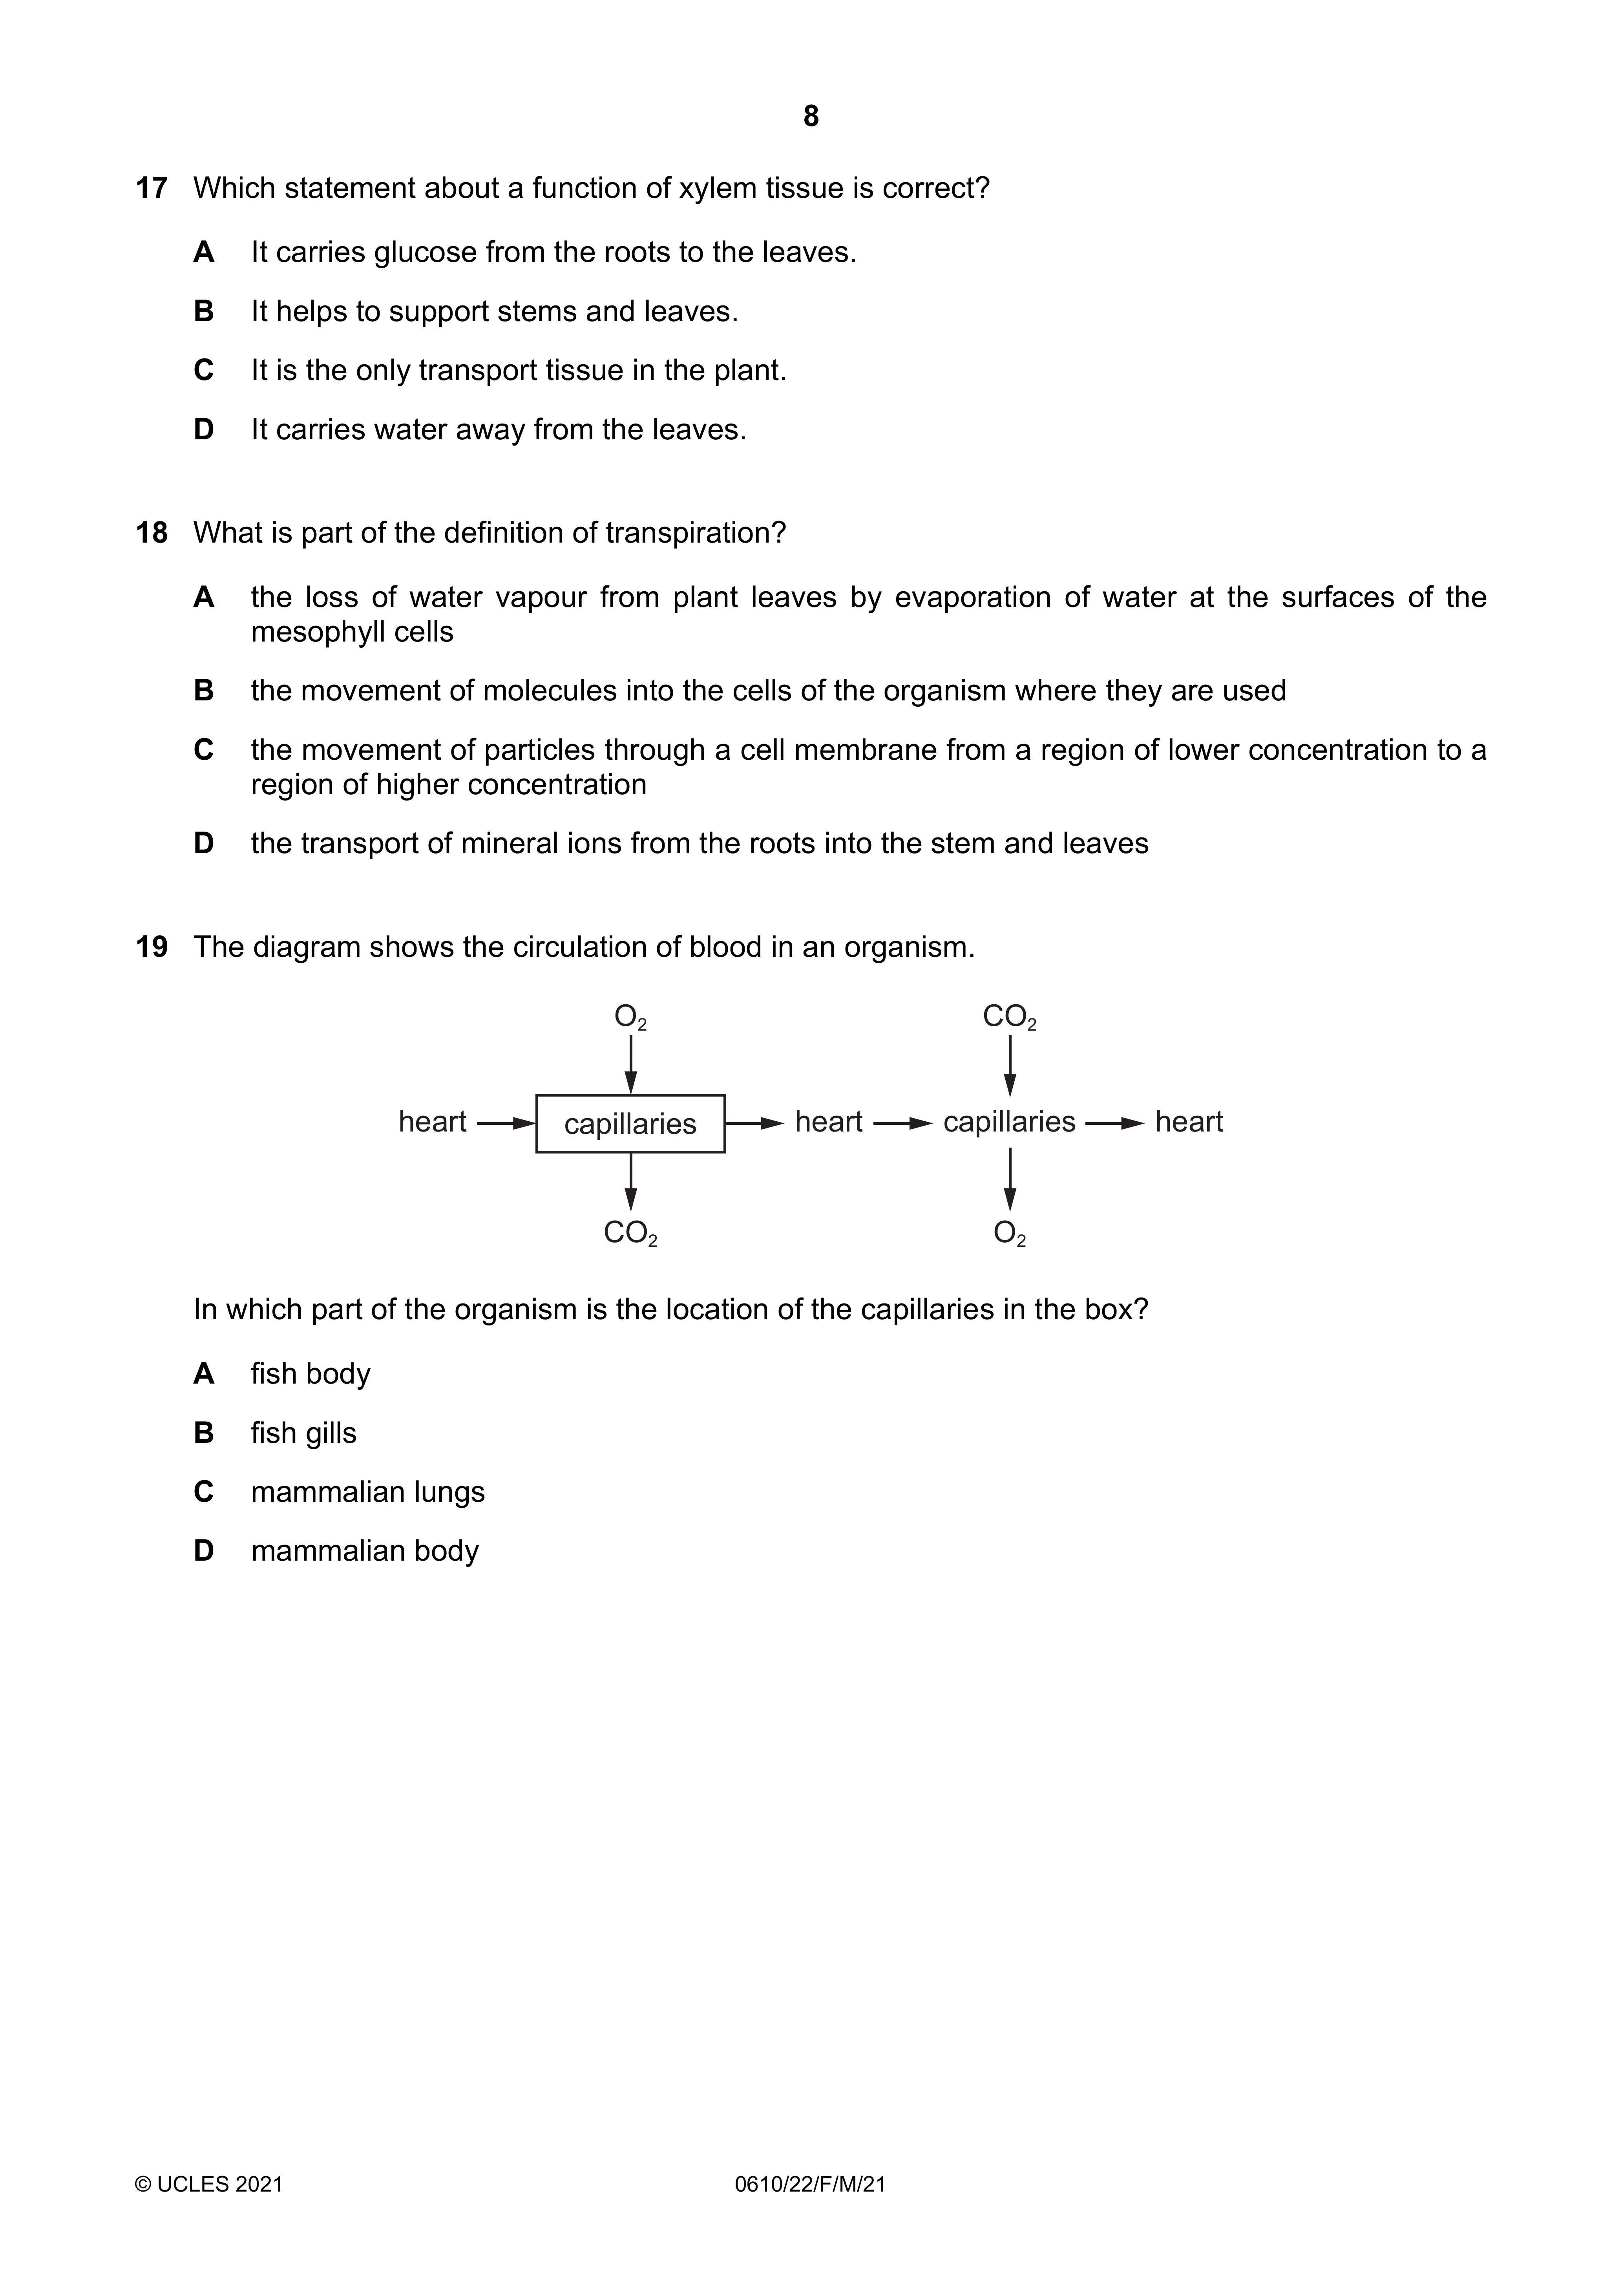 8
17 Which statement about a function of xylem tissue is correct?
A It carries glucose from the roots to the leaves.
B It helps to support stems and leaves.
C It is the only transport tissue in the plant.
D It carries water away from the leaves.
18 What is part of the definition of transpiration?
A the loss of water vapour from plant leaves by evaporation of water at the surfaces of the
mesophyll cells
B the movement of molecules into the cells of the organism where they are used
C the movement of particles through a cell membrane from a region of lower concentration to a
region of higher concentration
D the transport of mineral ions from the roots into the stem and leaves
19 The diagram shows the circulation of blood in an organism.
O₂ CO₂
heart capillaries heart capillaries heart
CO₂ O₂
In which part of the organism is the location of the capillaries in the box?
A fish body
B fish gills
C mammalian lungs
D mammalian body
© UCLES 2021 0610/22/F/M/21